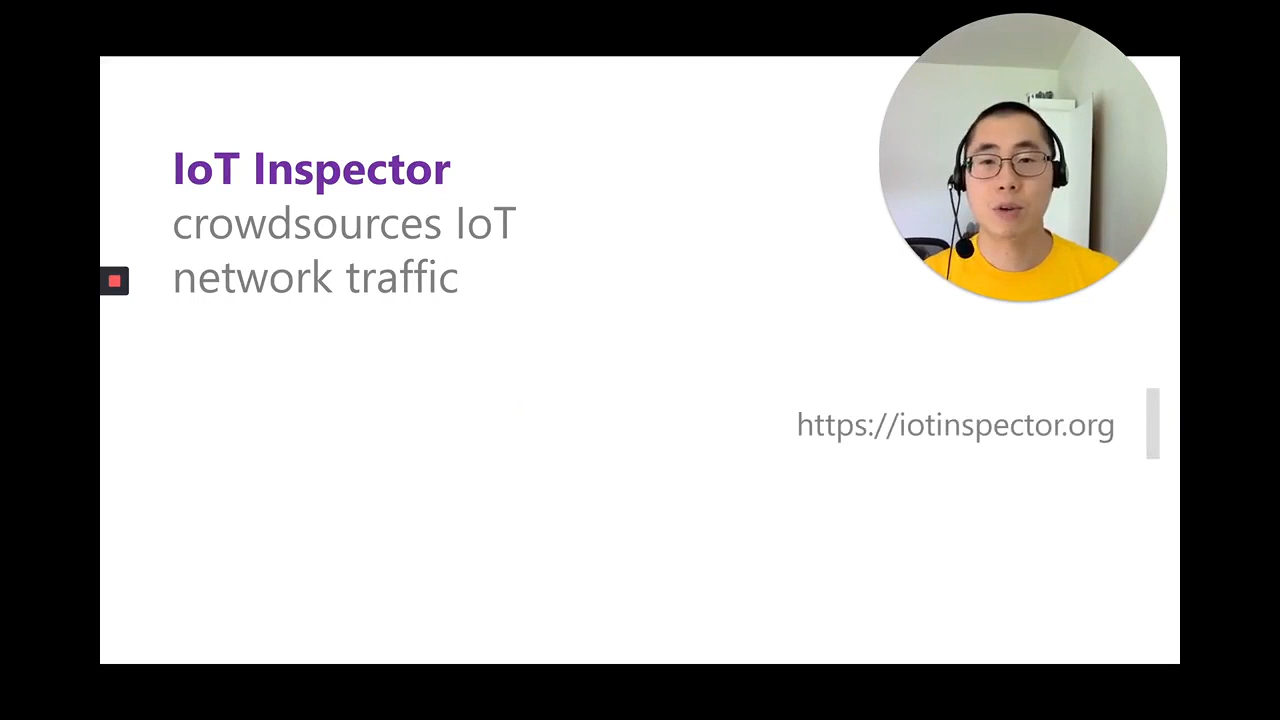 IoT Inspector
crowdsources IoT
network traffic
https://iotinspector.org